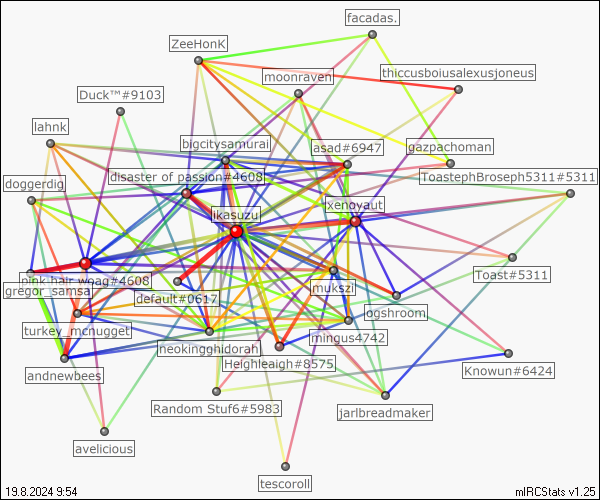 facadas.
ZeeHonK
thiccusboiusalexusjoneus
moonraven
Duck™#9103
lahnk
bigcitysamurai
asad#6947
gazpachoman
disaster of passion#4608
ToastephBroseph5311#5311
doggerdig
likasuzui
xenoyaut
pink hair woag#4608
mukszi
Toast#5311
gregor_samsa
default#0617
ogshroom
turkey_mcnugget
neokingghidorah
mingus4742
Heighleaigh#8575
andnewbees
Knowun#6424
Random Stuf6#5983
jarlbreadmaker
avelicious
tescoroll
19.8.2024 9:54
mIRCStats v1.25